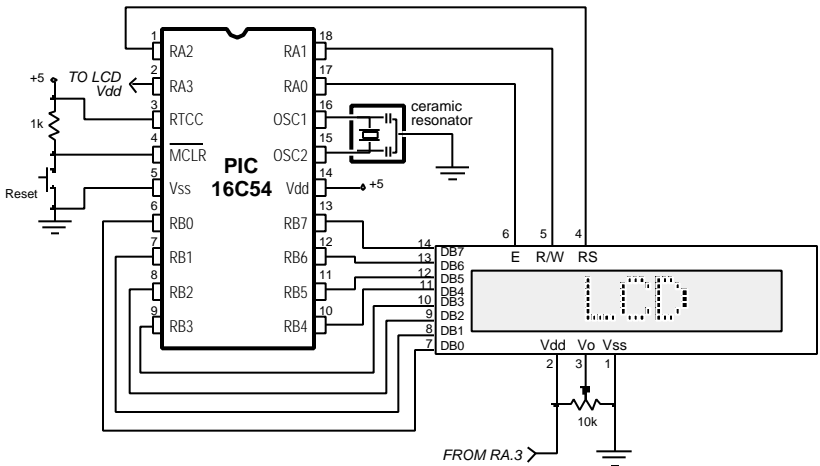 1
RA2
RA1
18
+5
TO LCD
Vdd
2
RA3
RA0
17
3
RTCC
OSC1
16
ceramic
resonator
1k
4
MCLR
OSC2
15
PIC
16C54
Reset
5
Vss
Vdd
14
+5
6
RB0
RB7
13
7
RB1
RB6
12
8
RB2
RB5
11
9
RB3
RB4
10
6
5
4
E
R/W
RS
14
DB7
13
DB6
12
DB5
11
DB4
10
DB3
9
DB2
8
DB1
7
DB0
LCD
Vdd
Vo
Vss
2
3
1
10k
FROM RA.3